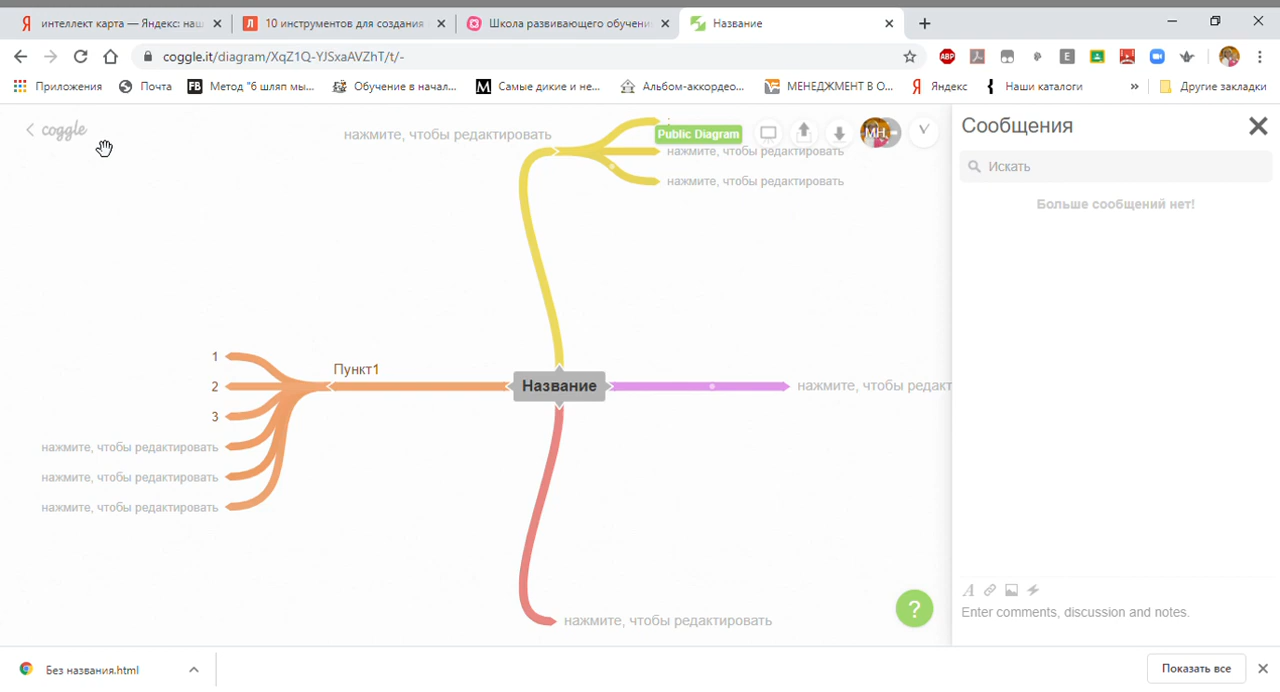 интеллект карта — Яндекс: наш
10 инструментов для создания
Школа развивающего обучени
Название
coggle.it/diagram/XqZ1Q-YJSxaAVZhT/t/-
Приложения
Почта
Метод "6 шляп мы...
Обучение в начал...
Самые дикие и не...
Альбом-аккордео...
МЕНЕДЖМЕНТ В О...
Яндекс
Наши каталоги
»
Другие закладки
coggle
нажмите, чтобы редактировать
Public Diagram
МН
нажмите, чтобы редактировать
нажмите, чтобы редактировать
Сообщения
Искать
Больше сообщений нет!
1
Пункт1
2
Название
нажмите, чтобы редакт
3
нажмите, чтобы редактировать
нажмите, чтобы редактировать
нажмите, чтобы редактировать
нажмите, чтобы редактировать
?
Enter comments, discussion and notes.
Без названия.html
Показать все